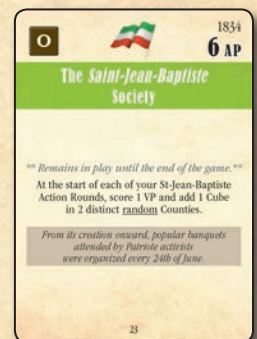 O
1834
6 AP
The Saint-Jean-Baptiste
Society
** Remains in play until the end of the game.**
At the start of each of your St-Jean-Baptiste
Action Rounds, score 1 VP and add 1 Cube
in 2 distinct random Counties.
From its creation onward, popular banquets
attended by Patriote activists
were organized every 24th of June.
23